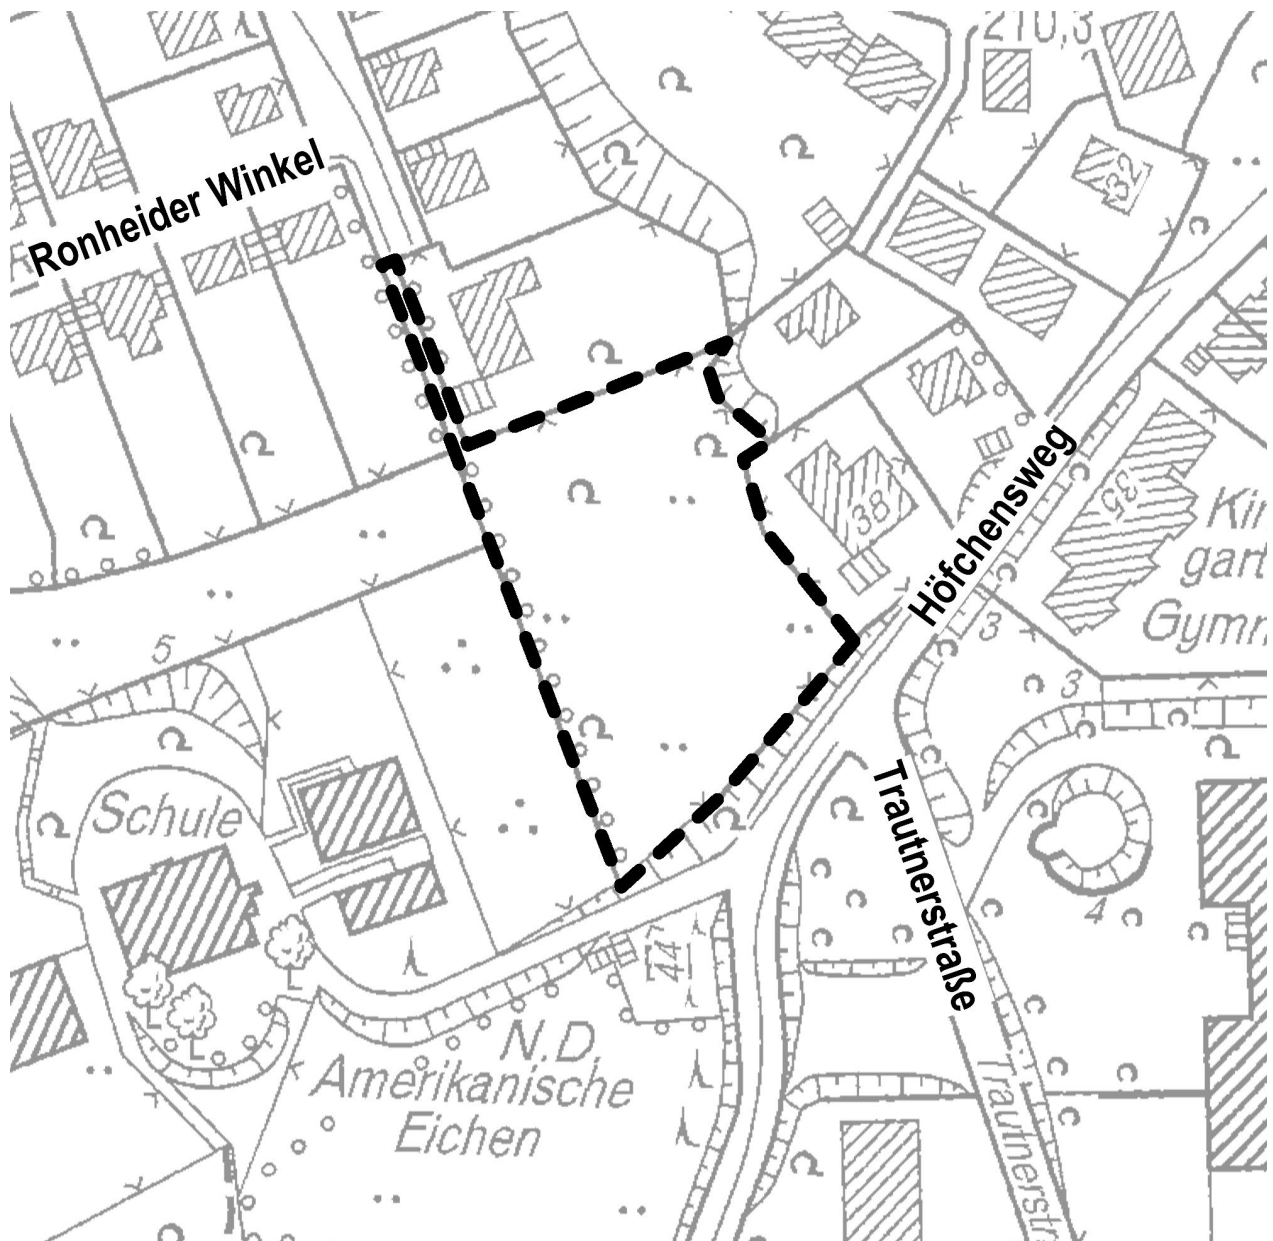 210,3
Ronheider Winkel
32
38
35
Höfchensweg
Kin
gart
Gymn
3
5
3
Schule
Trautnerstraße
4
44
N.D.
Amerikanische
Eichen
Trautnerstr
L
L
L